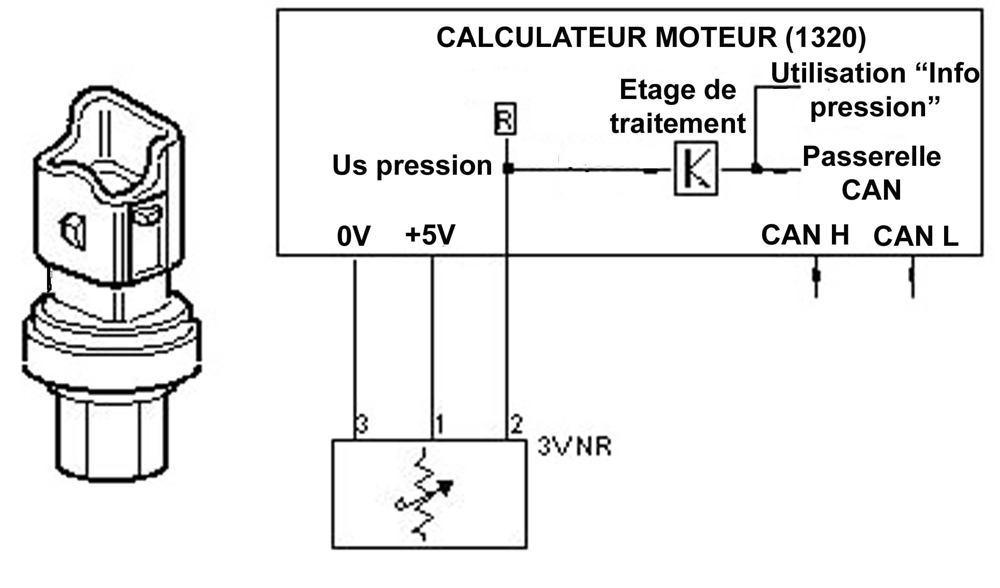 CALCULATEUR MOTEUR (1320)
Utilisation “Info
pression”
Etage de
traitement
R
Us pression
K
Passerelle
CAN
0V +5V
CAN H CAN L
3 1 2
3VNR